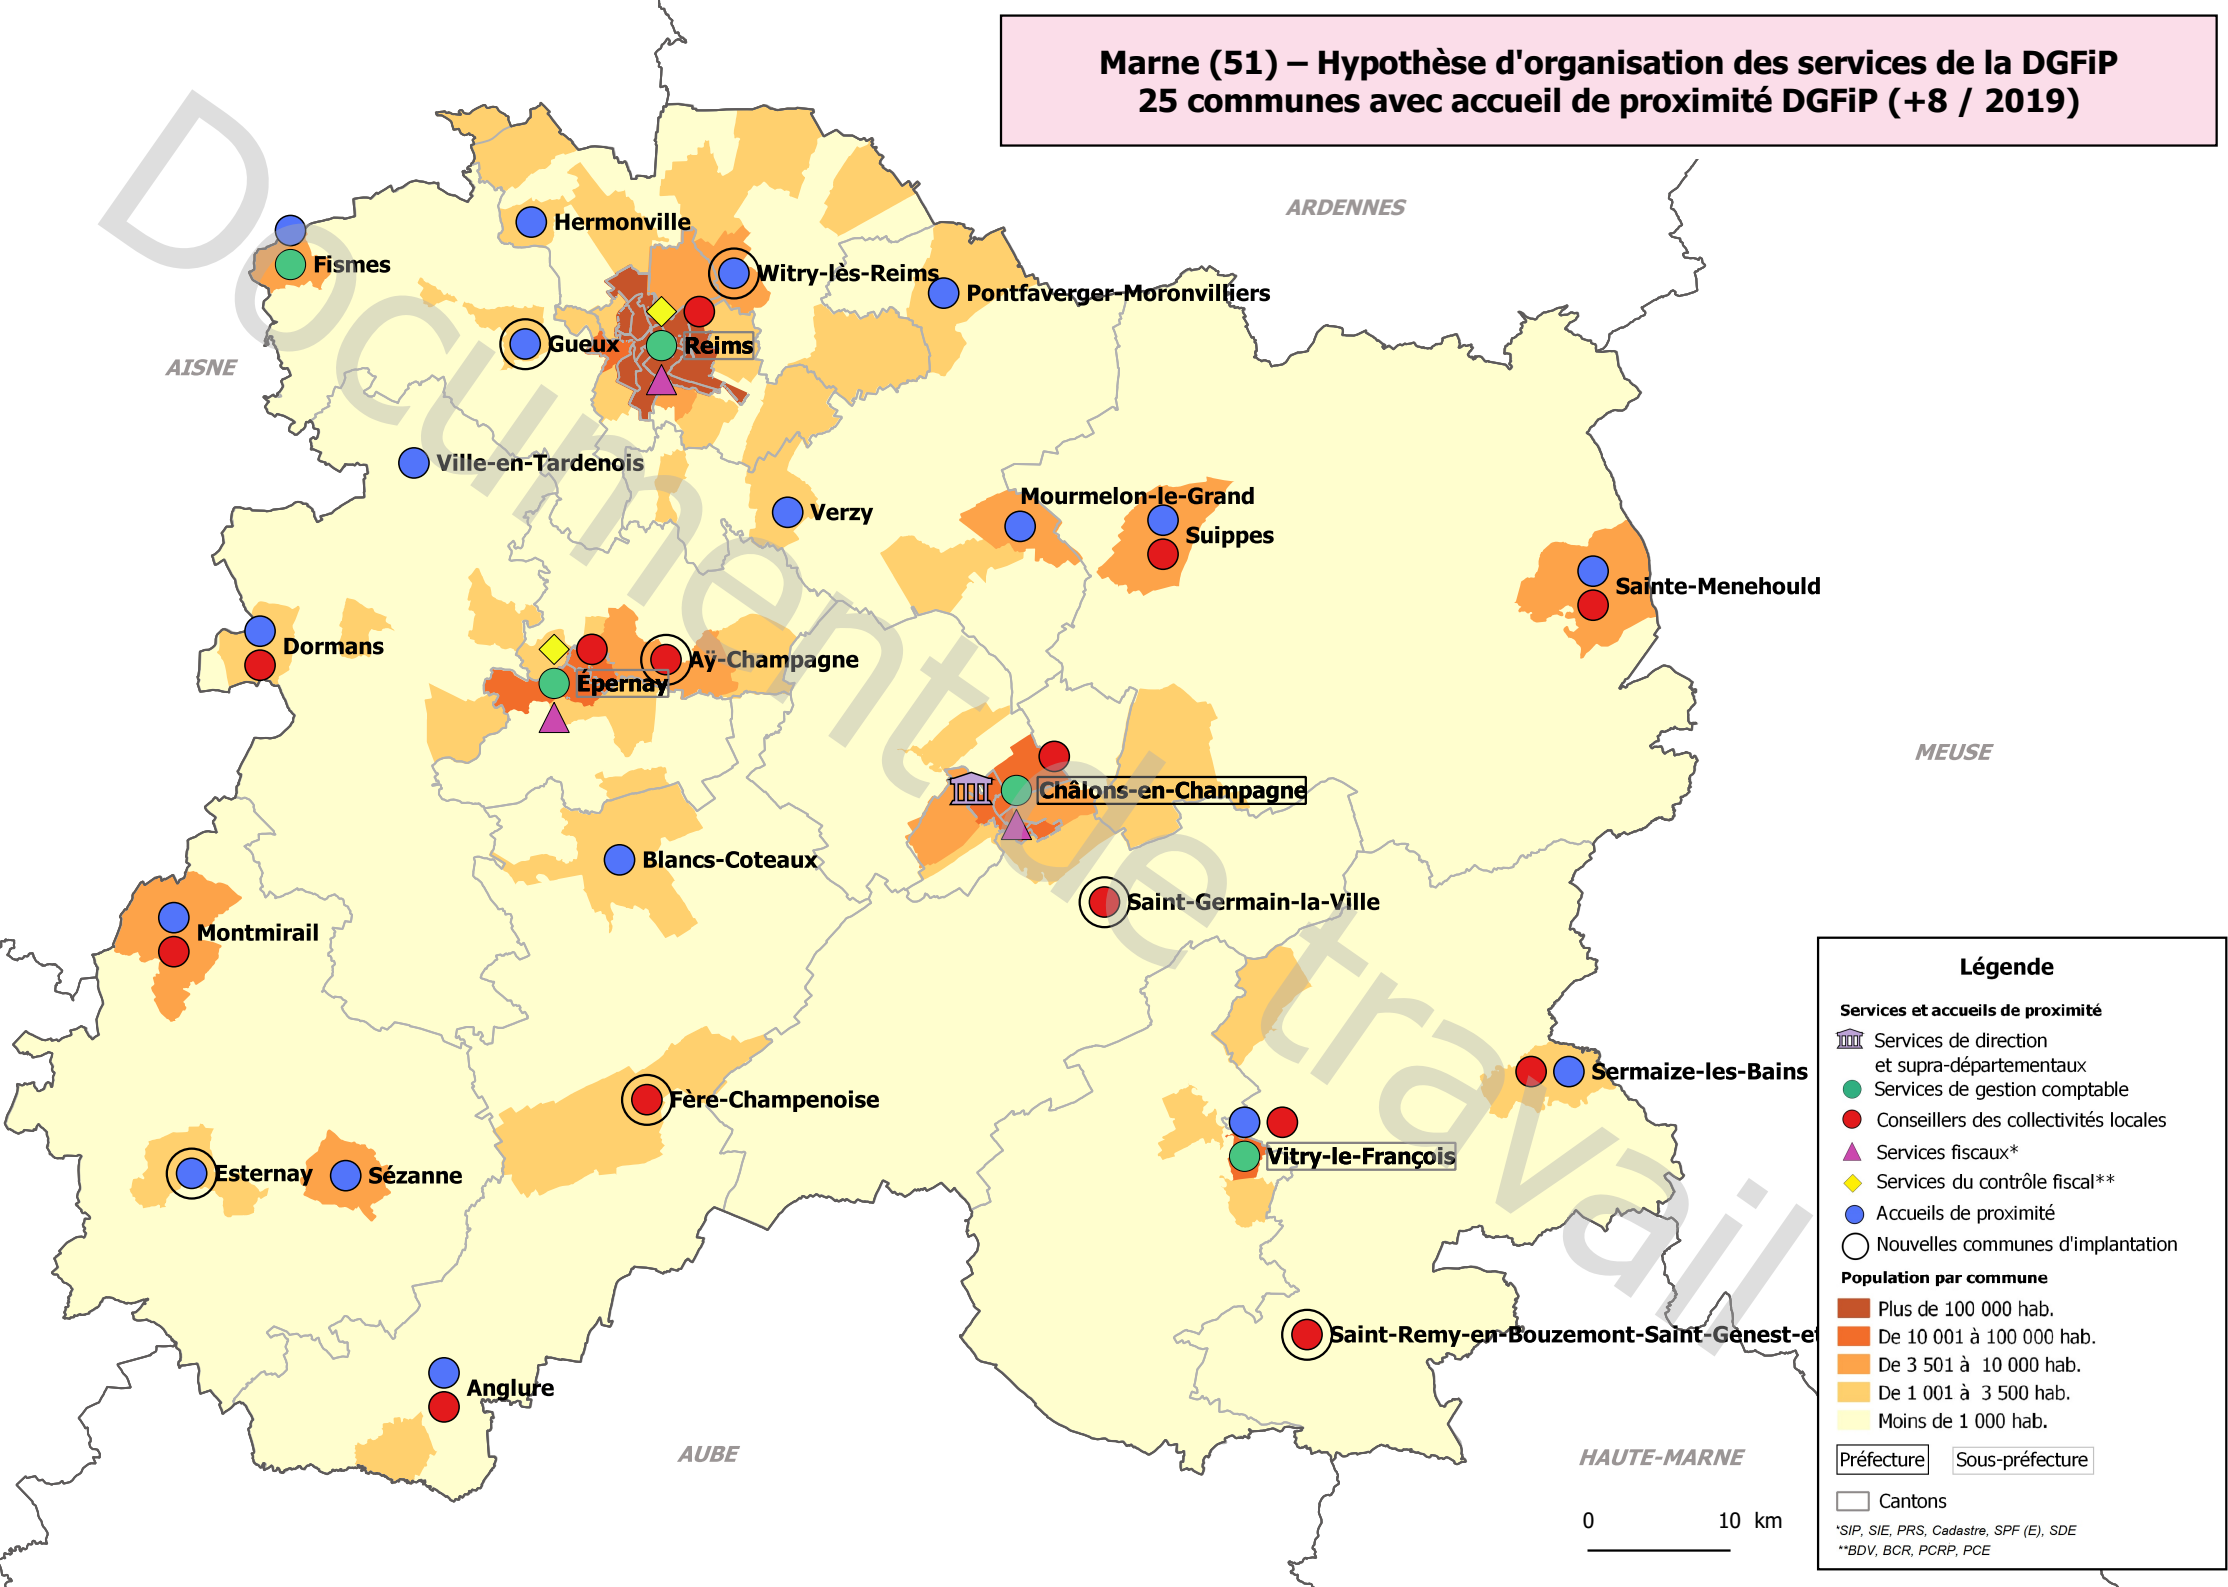 Marne (51) – Hypothèse d'organisation des services de la DGFiP
25 communes avec accueil de proximité DGFiP (+8 / 2019)
Document de travail
ARDENNES
AISNE
MEUSE
AUBE
HAUTE-MARNE
Hermonville
Fismes
Witry-lès-Reims
Pontfaverger-Moronvilliers
Gueux
Reims
Ville-en-Tardenois
Mourmelon-le-Grand
Verzy
Suippes
Sainte-Menehould
Dormans
Aÿ-Champagne
Épernay
Châlons-en-Champagne
Blancs-Coteaux
Saint-Germain-la-Ville
Montmirail
Sermaize-les-Bains
Fère-Champenoise
Vitry-le-François
Esternay
Sézanne
Saint-Remy-en-Bouzemont-Saint-Genest-et
Anglure
0 10 km
Légende
Services et accueils de proximité
Services de direction
et supra-départementaux
Services de gestion comptable
Conseillers des collectivités locales
Services fiscaux*
Services du contrôle fiscal**
Accueils de proximité
Nouvelles communes d'implantation
Population par commune
Plus de 100 000 hab.
De 10 001 à 100 000 hab.
De 3 501 à 10 000 hab.
De 1 001 à 3 500 hab.
Moins de 1 000 hab.
Préfecture Sous-préfecture
Cantons
*SIP, SIE, PRS, Cadastre, SPF (E), SDE
**BDV, BCR, PCRP, PCE